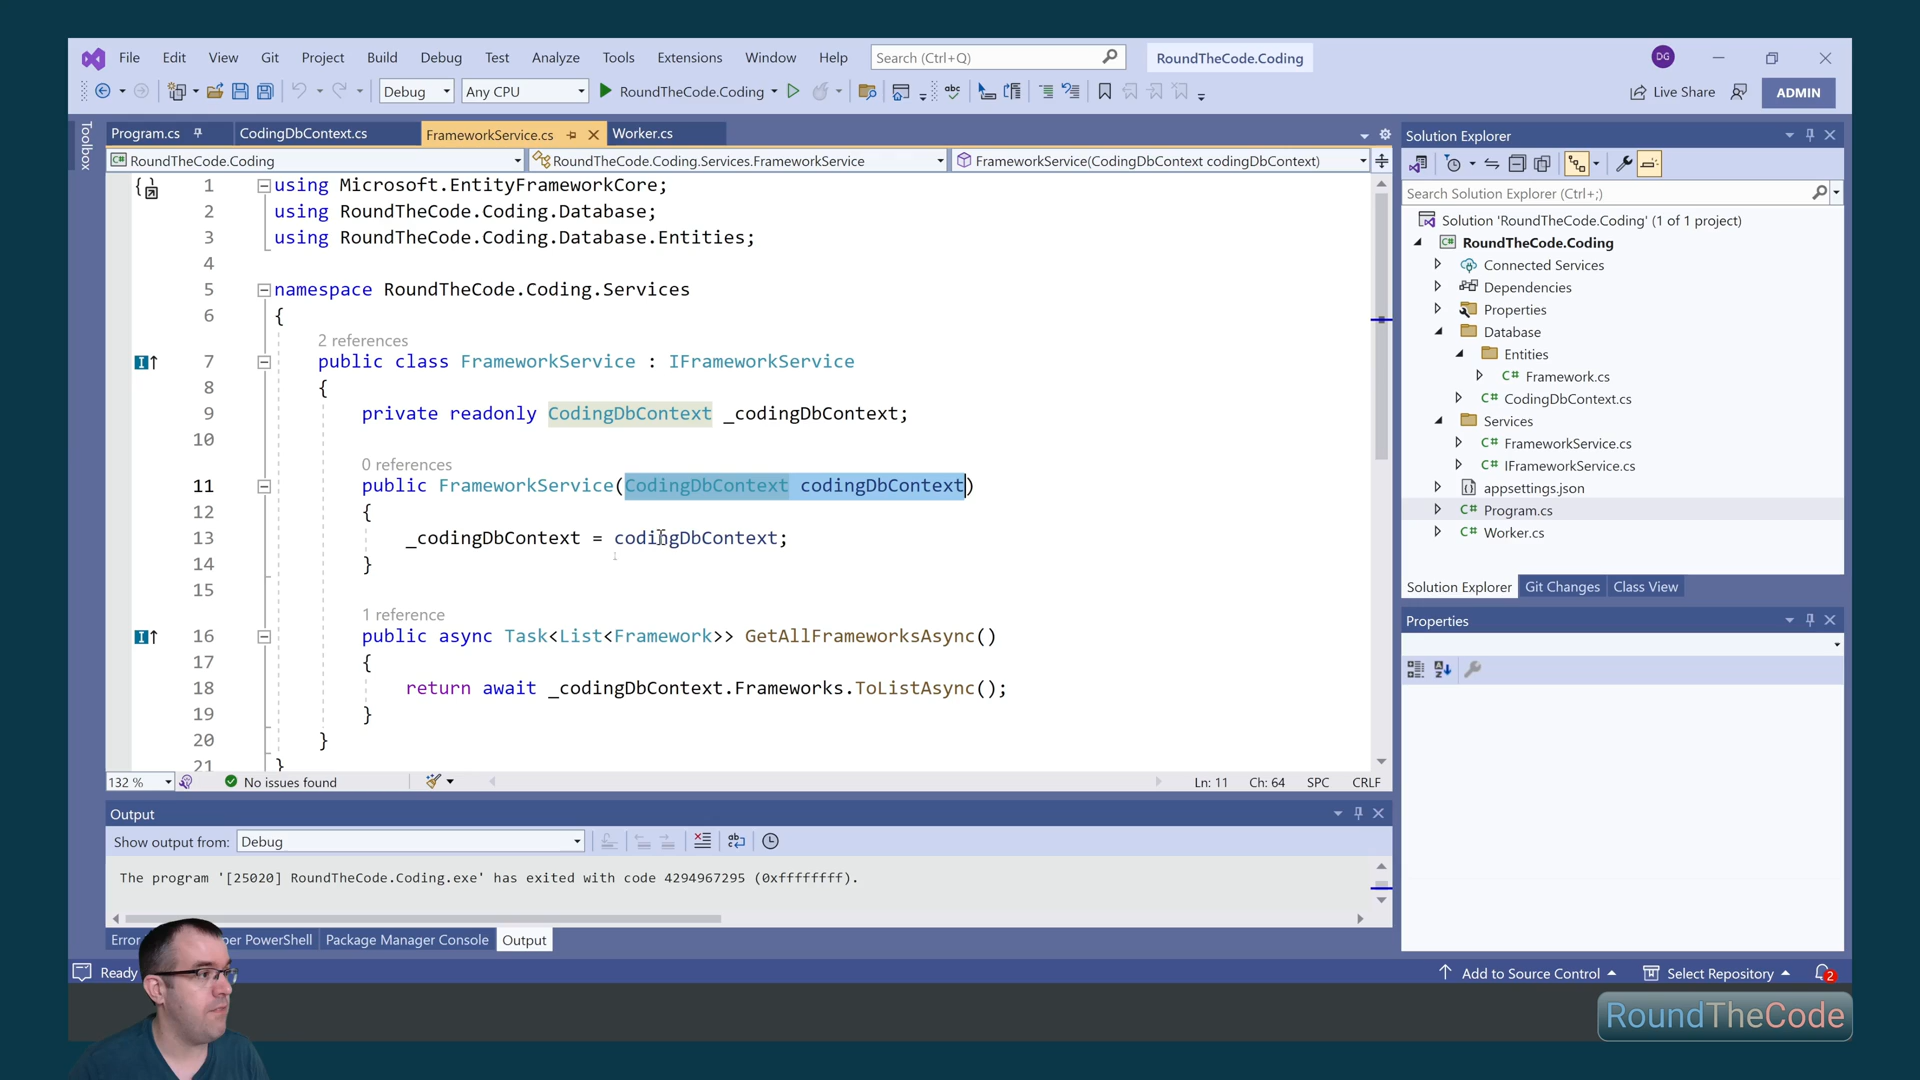 File Edit View Git Project Build Debug Test Analyze Tools Extensions Window Help Search (Ctrl+Q) RoundTheCode.Coding DG
Debug Any CPU RoundTheCode.Coding Live Share ADMIN
Toolbox
Program.cs CodingDbContext.cs FrameworkService.cs Worker.cs
RoundTheCode.Coding RoundTheCode.Coding.Services.FrameworkService FrameworkService(CodingDbContext codingDbContext)
1 using Microsoft.EntityFrameworkCore;
2 using RoundTheCode.Coding.Database;
3 using RoundTheCode.Coding.Database.Entities;
4
5 namespace RoundTheCode.Coding.Services
6 {
2 references
7 public class FrameworkService : IFrameworkService
8 {
9 private readonly CodingDbContext _codingDbContext;
10
0 references
11 public FrameworkService(CodingDbContext codingDbContext)
12 {
13 _codingDbContext = codingDbContext;
14 }
15
1 reference
16 public async Task<List<Framework>> GetAllFrameworksAsync()
17 {
18 return await _codingDbContext.Frameworks.ToListAsync();
19 }
20 }
21 }
132 % No issues found Ln: 11 Ch: 64 SPC CRLF
Output
Show output from: Debug
The program '[25020] RoundTheCode.Coding.exe' has exited with code 4294967295 (0xffffffff).
Error per PowerShell Package Manager Console Output
Solution Explorer
Search Solution Explorer (Ctrl+;)
Solution 'RoundTheCode.Coding' (1 of 1 project)
RoundTheCode.Coding
Connected Services
Dependencies
Properties
Database
Entities
C# Framework.cs
C# CodingDbContext.cs
Services
C# FrameworkService.cs
C# IFrameworkService.cs
appsettings.json
C# Program.cs
C# Worker.cs
Solution Explorer Git Changes Class View
Properties
Ready Add to Source Control Select Repository 2
RoundTheCode